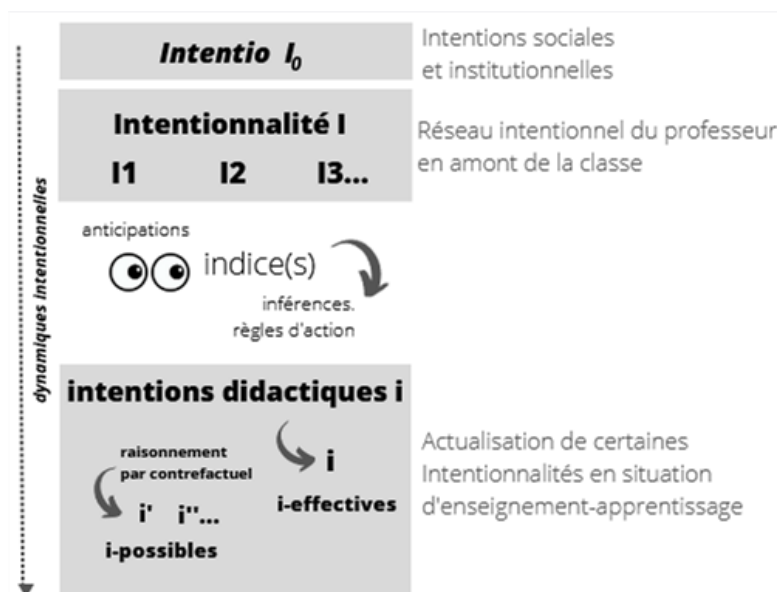 Intentio I₀
Intentions sociales
et institutionnelles
Intentionnalité I
I1 I2 I3...
Réseau intentionnel du professeur
en amont de la classe
dynamiques intentionnelles
anticipations
indice(s)
inférences.
règles d'action
intentions didactiques i
raisonnement
par contrefactuel
i
i' i''...
i-effectives
i-possibles
Actualisation de certaines
Intentionnalités en situation
d'enseignement-apprentissage